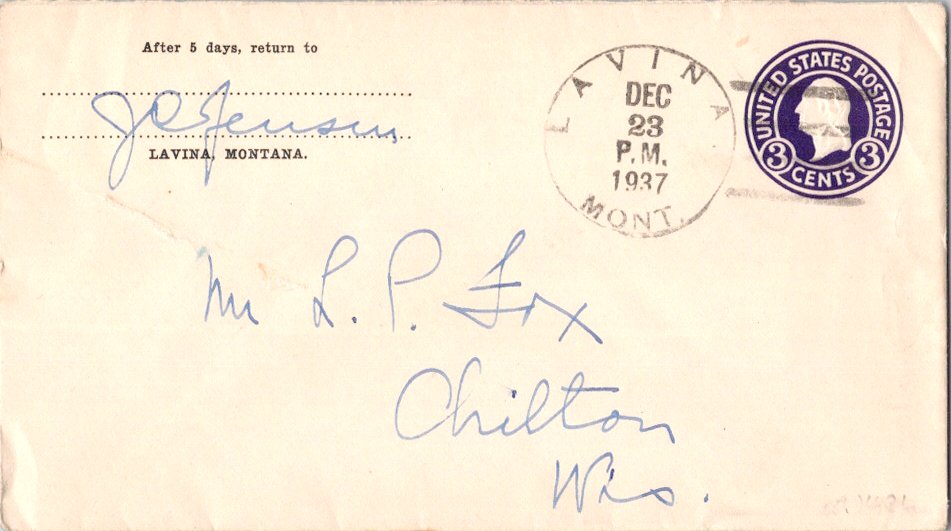 After 5 days, return to
J C Jensen
LAVINA, MONTANA.
LAVINA
DEC
23
P.M.
1937
MONT.
UNITED STATES POSTAGE
3 CENTS 3
Mr L. P. Fox
Chilton
Wis.